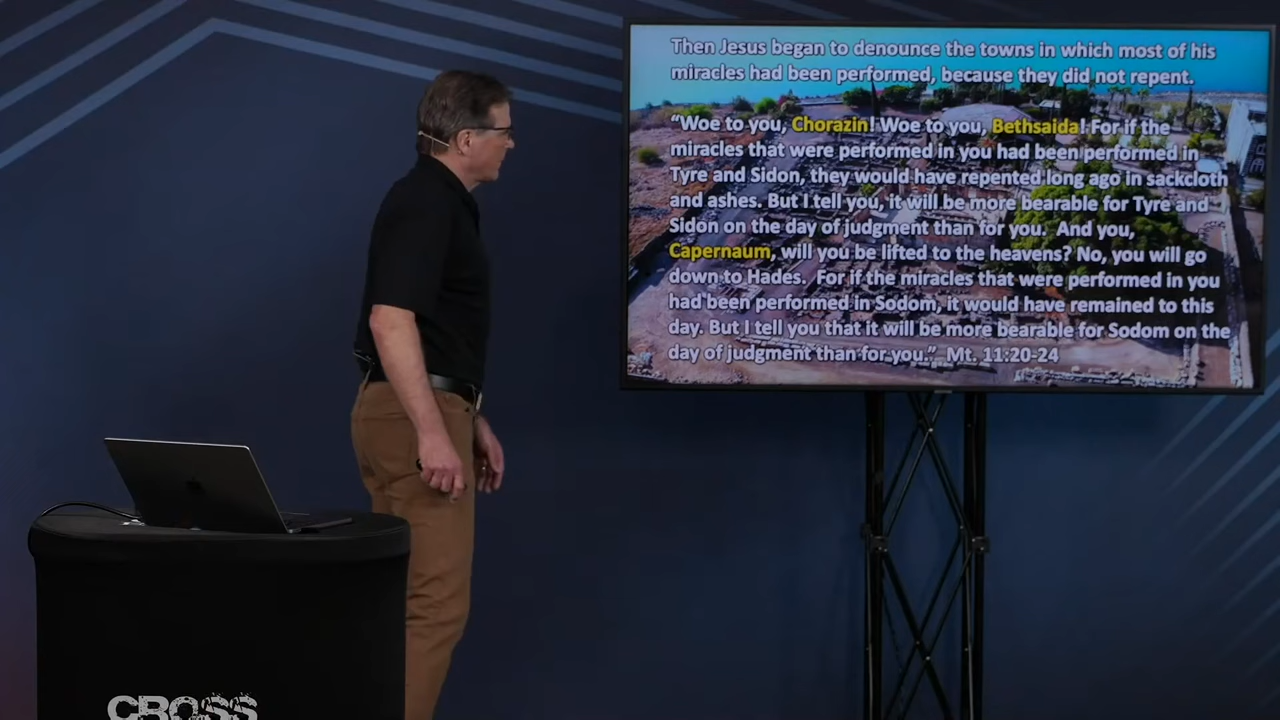 Then Jesus began to denounce the towns in which most of his
miracles had been performed, because they did not repent.
“Woe to you, Chorazin! Woe to you, Bethsaida! For if the
miracles that were performed in you had been performed in
Tyre and Sidon, they would have repented long ago in sackcloth
and ashes. But I tell you, it will be more bearable for Tyre and
Sidon on the day of judgment than for you. And you,
Capernaum, will you be lifted to the heavens? No, you will go
down to Hades. For if the miracles that were performed in you
had been performed in Sodom, it would have remained to this
day. But I tell you that it will be more bearable for Sodom on the
day of judgment than for you.” Mt. 11:20-24
CROSS